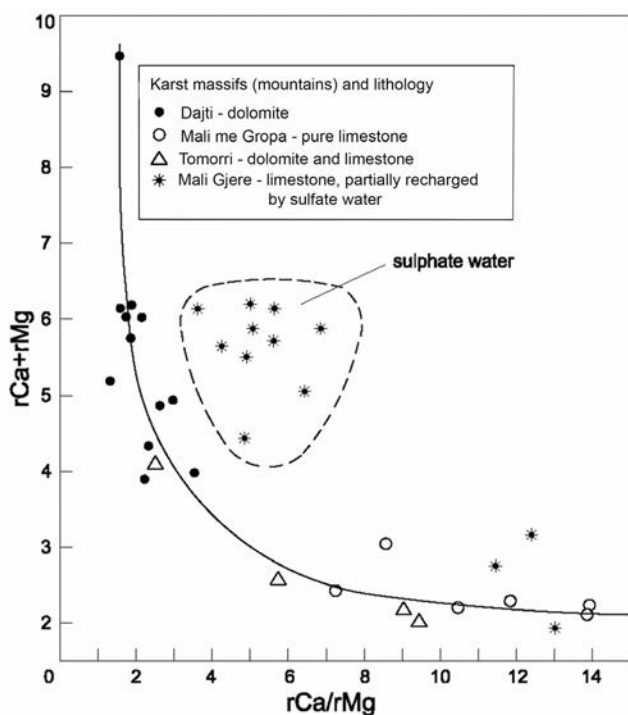 10
9
8
7
6
5
4
3
2
0
rCa+rMg
Karst massifs (mountains) and lithology
Dajti - dolomite
Mali me Gropa - pure limestone
Tomorri - dolomite and limestone
Mali Gjere - limestone, partially recharged
by sulfate water
sulphate water
2 4 6 8 10 12 14
rCa/rMg